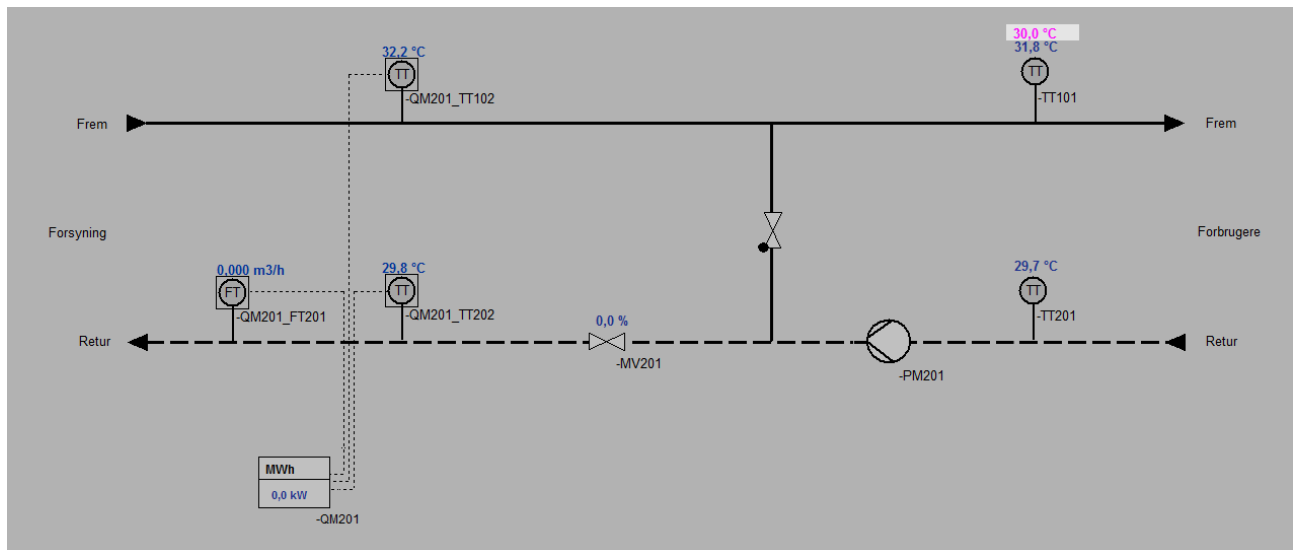 30,0 °C
32,2 °C
31,8 °C
TT
TT
-QM201_TT102
-TT101
Frem
Frem
Forsyning
Forbrugere
0,000 m3/h
29,8 °C
29,7 °C
FT
TT
TT
-QM201_FT201
-QM201_TT202
-TT201
0,0 %
Retur
Retur
-MV201
-PM201
MWh
0,0 kW
-QM201